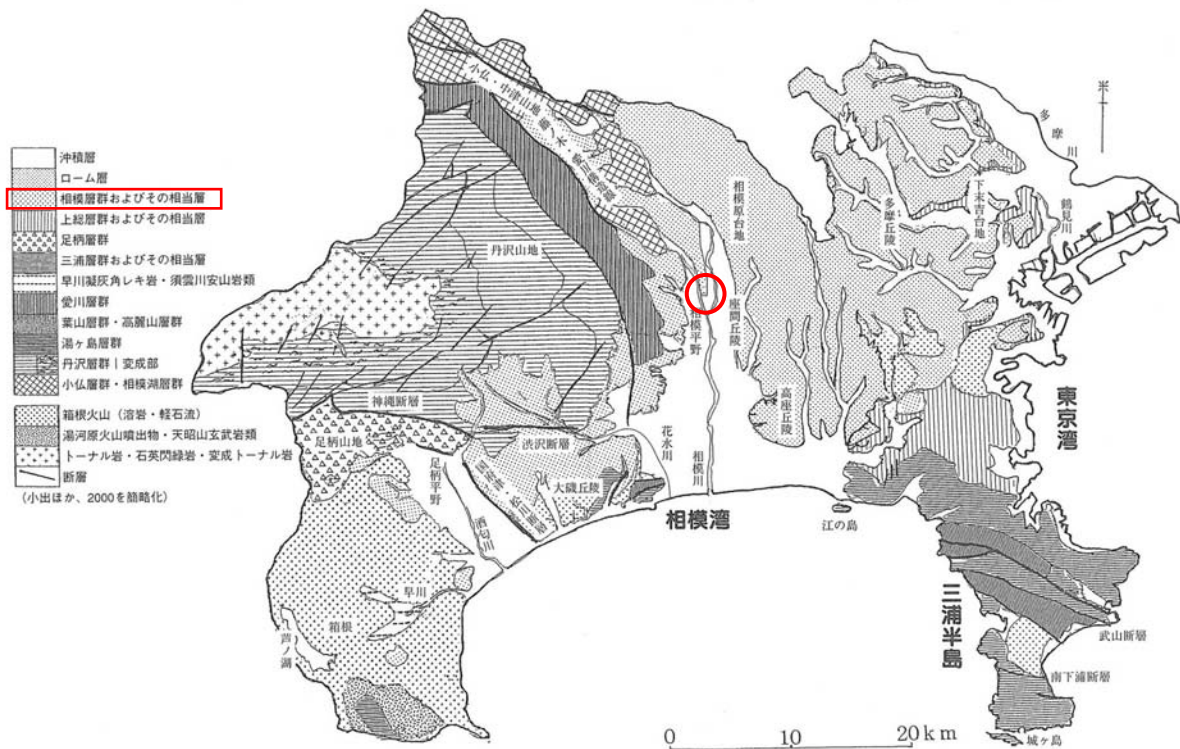 沖積層
ローム層
相模層群およびその相当層
上総層群およびその相当層
足柄層群
三浦層群およびその相当層
早川凝灰角レキ岩・須雲川安山岩類
愛川層群
葉山層群・高麗山層群
湯ヶ島層群
丹沢層群｜変成部
小仏層群・相模湖層群
箱根火山（溶岩・軽石流）
湯河原火山噴出物・天昭山玄武岩類
トーナル岩・石英閃緑岩・変成トーナル岩
断層
(小出ほか、2000を簡略化)
小仏・中津山地
丹沢山地
神縄断層
足柄山地
渋沢断層
足柄平野
酒匂川
大磯丘陵
花水川
相模川
相模平野
相模原台地
座間丘陵
高座丘陵
多摩丘陵
下末吉台地
鶴見川
多摩川
東京湾
相模湾
江の島
三浦半島
武山断層
南下浦断層
城ヶ島
早川
箱根
芦ノ湖
0 10 20 km